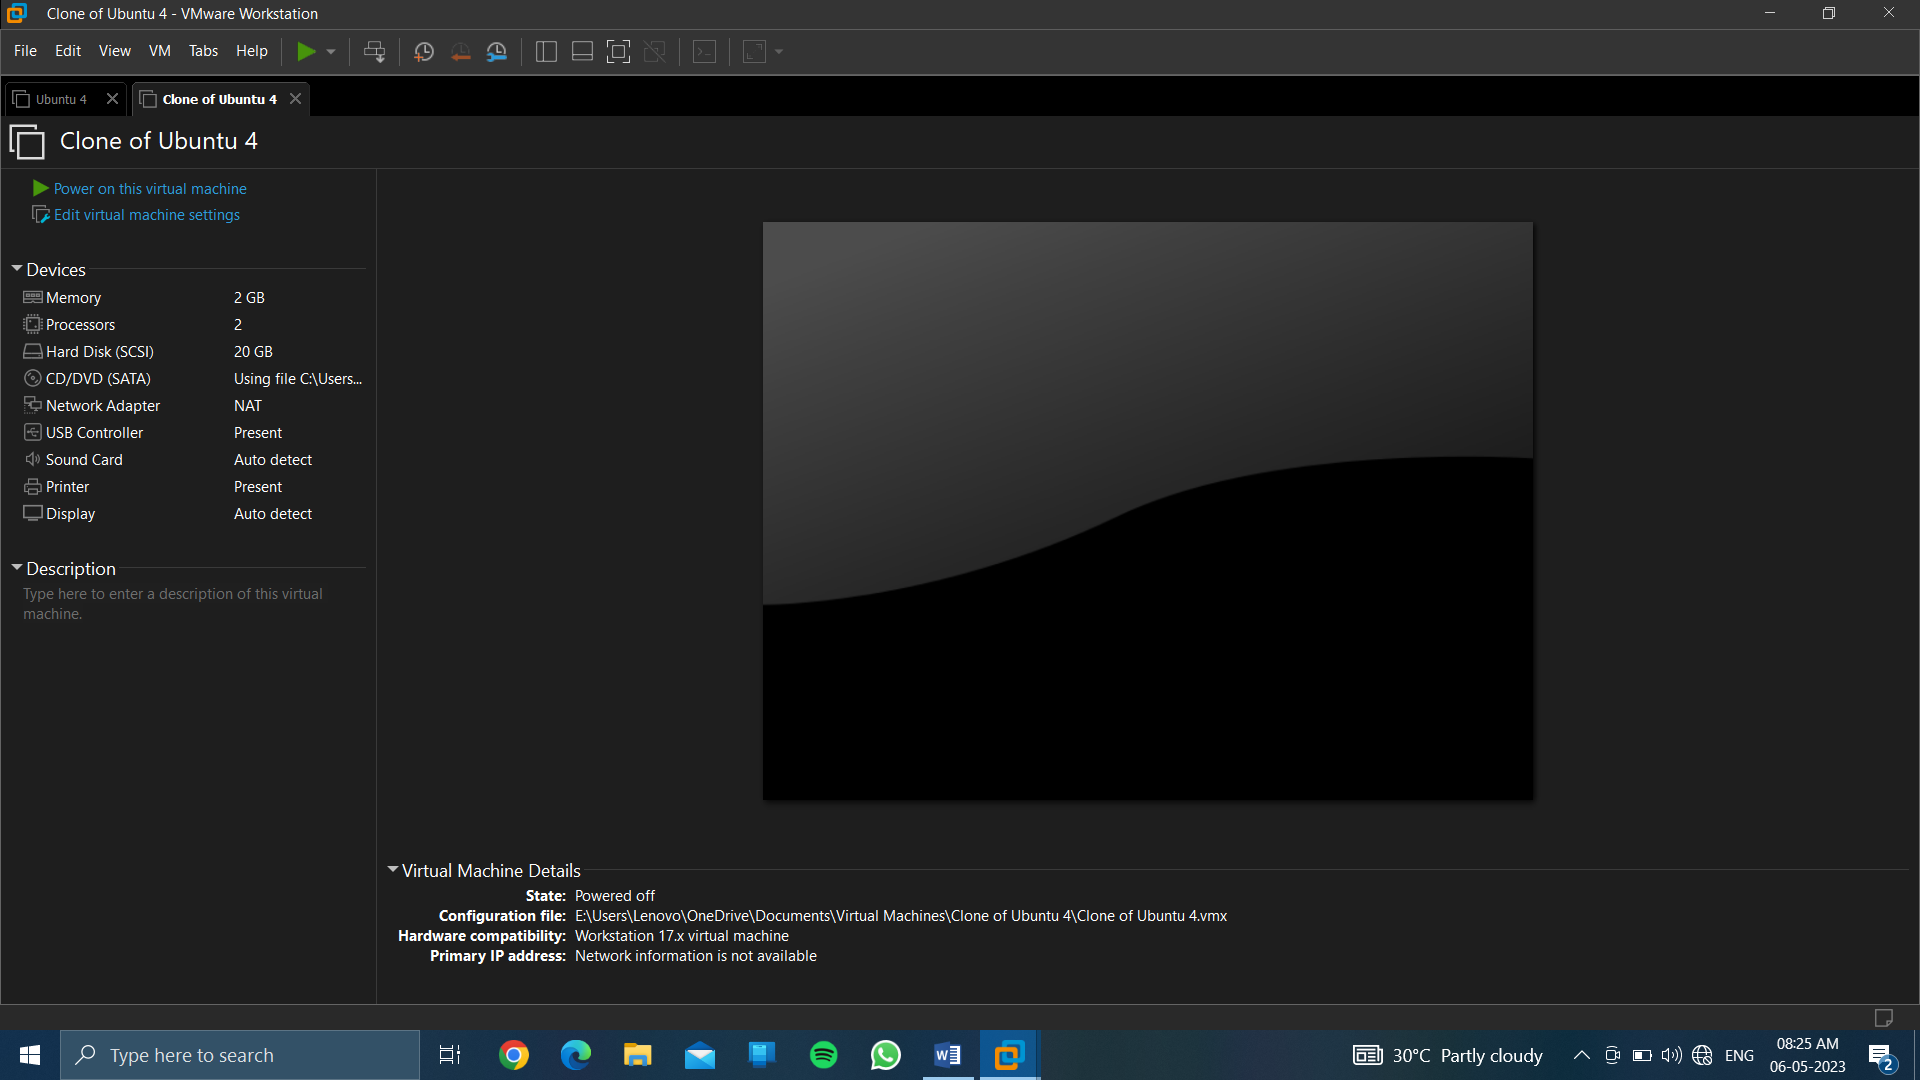 Clone of Ubuntu 4 - VMware Workstation
File Edit View VM Tabs Help
Ubuntu 4 Clone of Ubuntu 4
Clone of Ubuntu 4
Power on this virtual machine
Edit virtual machine settings
Devices
Memory 2 GB
Processors 2
Hard Disk (SCSI) 20 GB
CD/DVD (SATA) Using file C:\Users...
Network Adapter NAT
USB Controller Present
Sound Card Auto detect
Printer Present
Display Auto detect
Description
Type here to enter a description of this virtual
machine.
Virtual Machine Details
State: Powered off
Configuration file: E:\Users\Lenovo\OneDrive\Documents\Virtual Machines\Clone of Ubuntu 4\Clone of Ubuntu 4.vmx
Hardware compatibility: Workstation 17.x virtual machine
Primary IP address: Network information is not available
Type here to search
30°C Partly cloudy
ENG
08:25 AM
06-05-2023
2